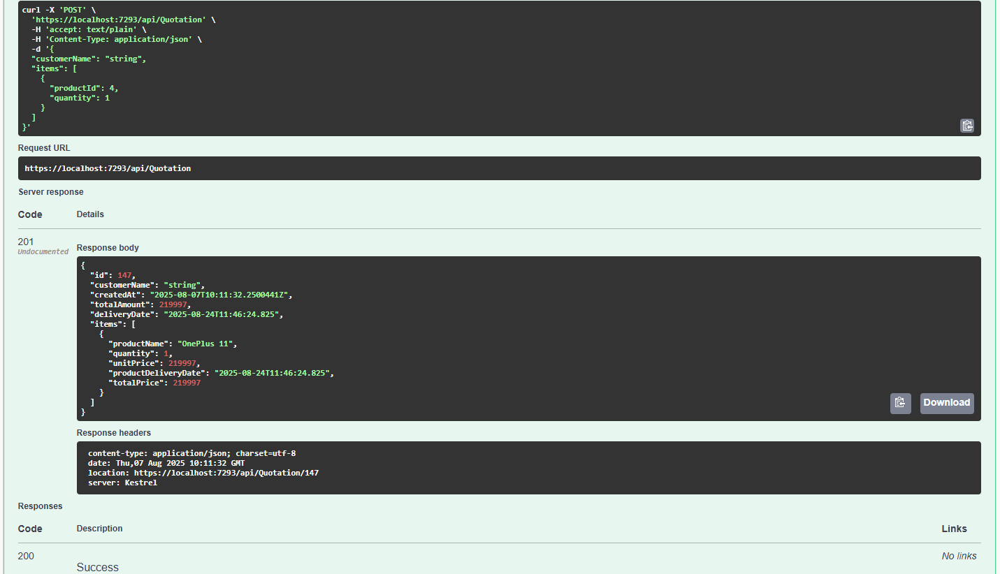 curl -X 'POST' \
  'https://localhost:7293/api/Quotation' \
  -H 'accept: text/plain' \
  -H 'Content-Type: application/json' \
  -d '{
  "customerName": "string",
  "items": [
    {
      "productId": 4,
      "quantity": 1
    }
  ]
}'
Request URL
https://localhost:7293/api/Quotation
Server response
Code Details
201
Undocumented
Response body
{
  "id": 147,
  "customerName": "string",
  "createdAt": "2025-08-07T10:11:32.2500441Z",
  "totalAmount": 219997,
  "deliveryDate": "2025-08-24T11:46:24.825",
  "items": [
    {
      "productName": "OnePlus 11",
      "quantity": 1,
      "unitPrice": 219997,
      "productDeliveryDate": "2025-08-24T11:46:24.825",
      "totalPrice": 219997
    }
  ]
}
Download
Response headers
content-type: application/json; charset=utf-8
date: Thu,07 Aug 2025 10:11:32 GMT
location: https://localhost:7293/api/Quotation/147
server: Kestrel
Responses
Code Description Links
200 No links
Success